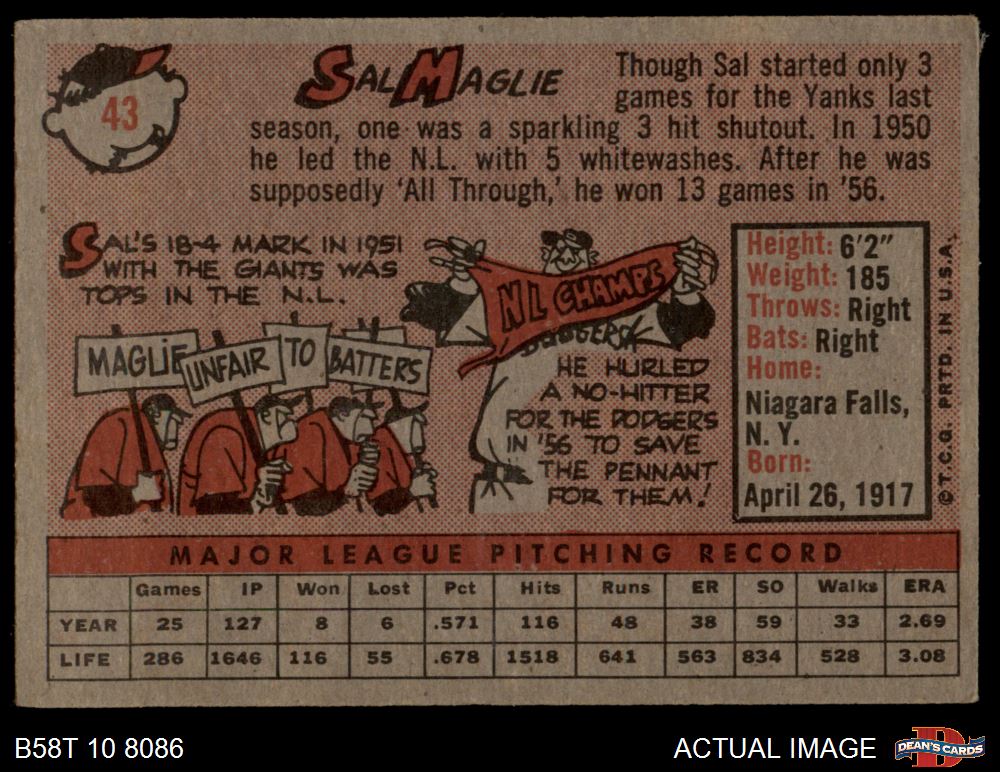 43
SAL MAGLIE
Though Sal started only 3
games for the Yanks last
season, one was a sparkling 3 hit shutout. In 1950
he led the N.L. with 5 whitewashes. After he was
supposedly 'All Through,' he won 13 games in '56.
SAL'S 18-4 MARK IN 1951
WITH THE GIANTS WAS
TOPS IN THE N.L.
MAGLIE
UNFAIR
TO
BATTERS
NL CHAMPS
DODGERS
HE HURLED
A NO-HITTER
FOR THE DODGERS
IN '56 TO SAVE
THE PENNANT
FOR THEM!
Height: 6'2"
Weight: 185
Throws: Right
Bats: Right
Home:
Niagara Falls,
N. Y.
Born:
April 26, 1917
© T.C.G. PRTD. IN U.S.A.
MAJOR LEAGUE PITCHING RECORD
Games IP Won Lost Pct Hits Runs ER SO Walks ERA
YEAR 25 127 8 6 .571 116 48 38 59 33 2.69
LIFE 286 1646 116 55 .678 1518 641 563 834 528 3.08
B58T 10 8086
ACTUAL IMAGE
D
DEAN'S CARDS